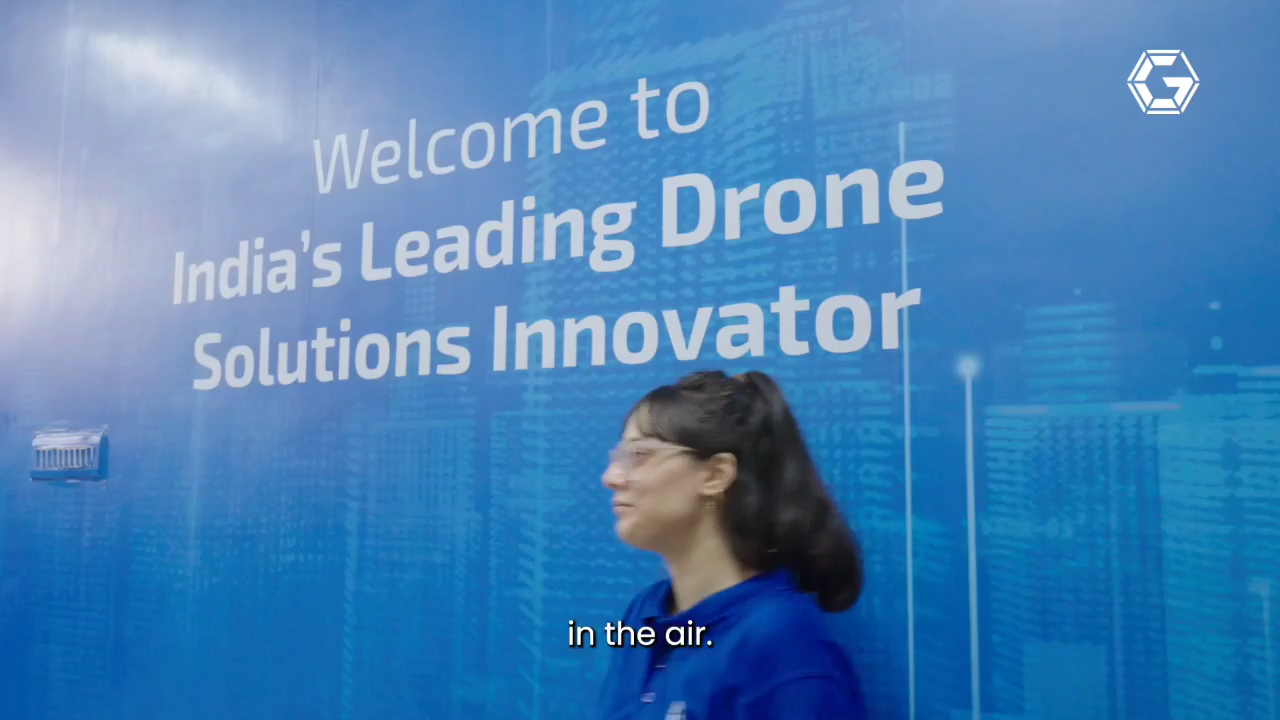 Welcome to
India's Leading Drone
Solutions Innovator
in the air.